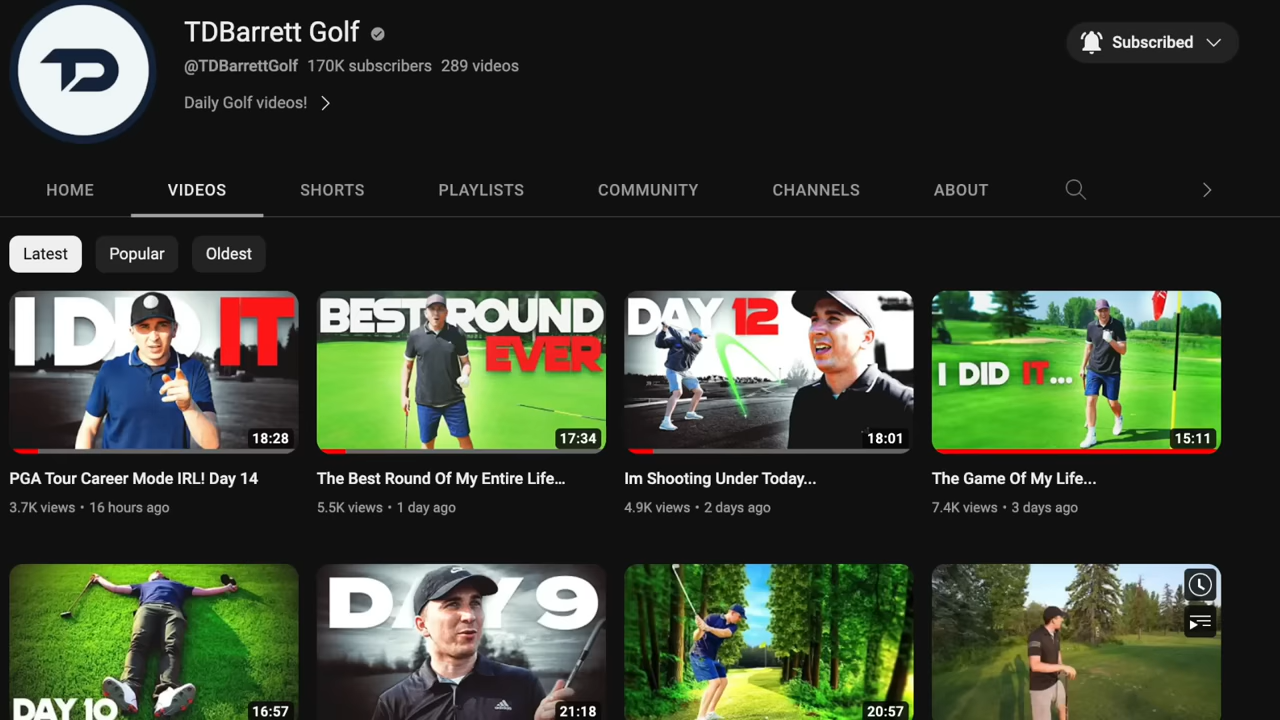 TD
TDBarrett Golf
@TDBarrettGolf 170K subscribers 289 videos
Daily Golf videos!
Subscribed
HOME VIDEOS SHORTS PLAYLISTS COMMUNITY CHANNELS ABOUT
Latest Popular Oldest
I DID IT
18:28
BEST ROUND
EVER
17:34
DAY 12
18:01
I DID IT...
15:11
PGA Tour Career Mode IRL! Day 14
3.7K views • 16 hours ago
The Best Round Of My Entire Life...
5.5K views • 1 day ago
Im Shooting Under Today...
4.9K views • 2 days ago
The Game Of My Life...
7.4K views • 3 days ago
DAY 10
16:57
DAY 9
21:18
20:57